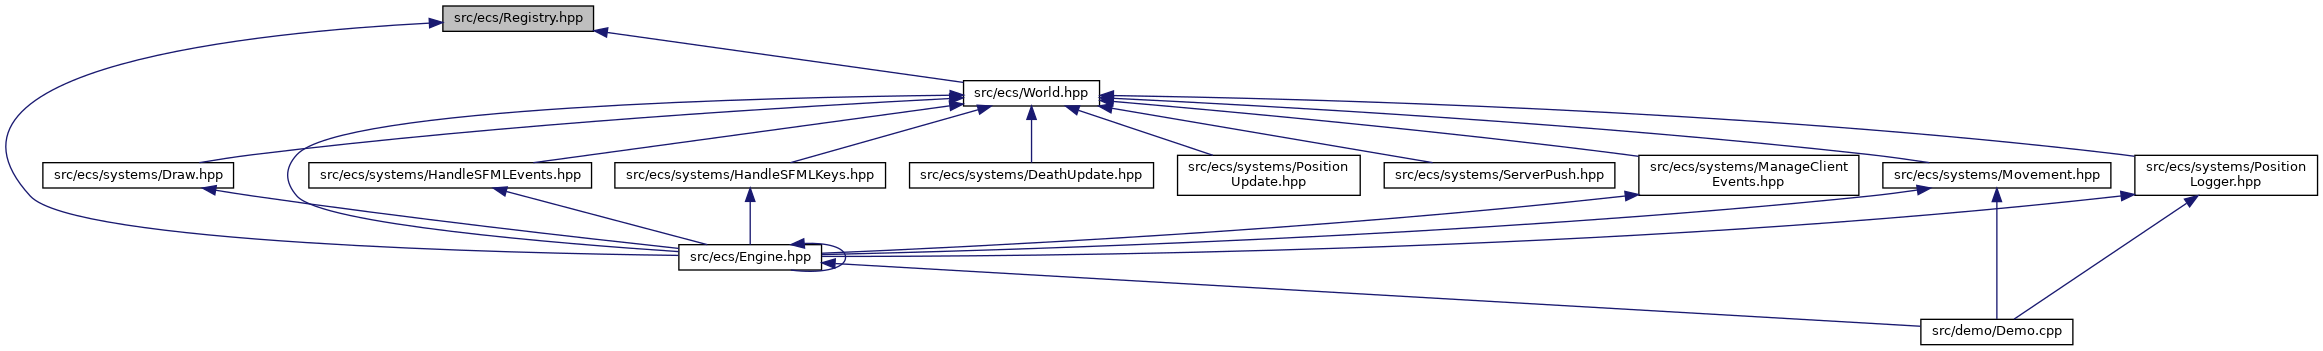 src/ecs/Registry.hpp
src/ecs/World.hpp
src/ecs/systems/Draw.hpp
src/ecs/systems/HandleSFMLEvents.hpp
src/ecs/systems/HandleSFMLKeys.hpp
src/ecs/systems/DeathUpdate.hpp
src/ecs/systems/Position
Update.hpp
src/ecs/systems/ServerPush.hpp
src/ecs/systems/ManageClient
Events.hpp
src/ecs/systems/Movement.hpp
src/ecs/systems/Position
Logger.hpp
src/ecs/Engine.hpp
src/demo/Demo.cpp